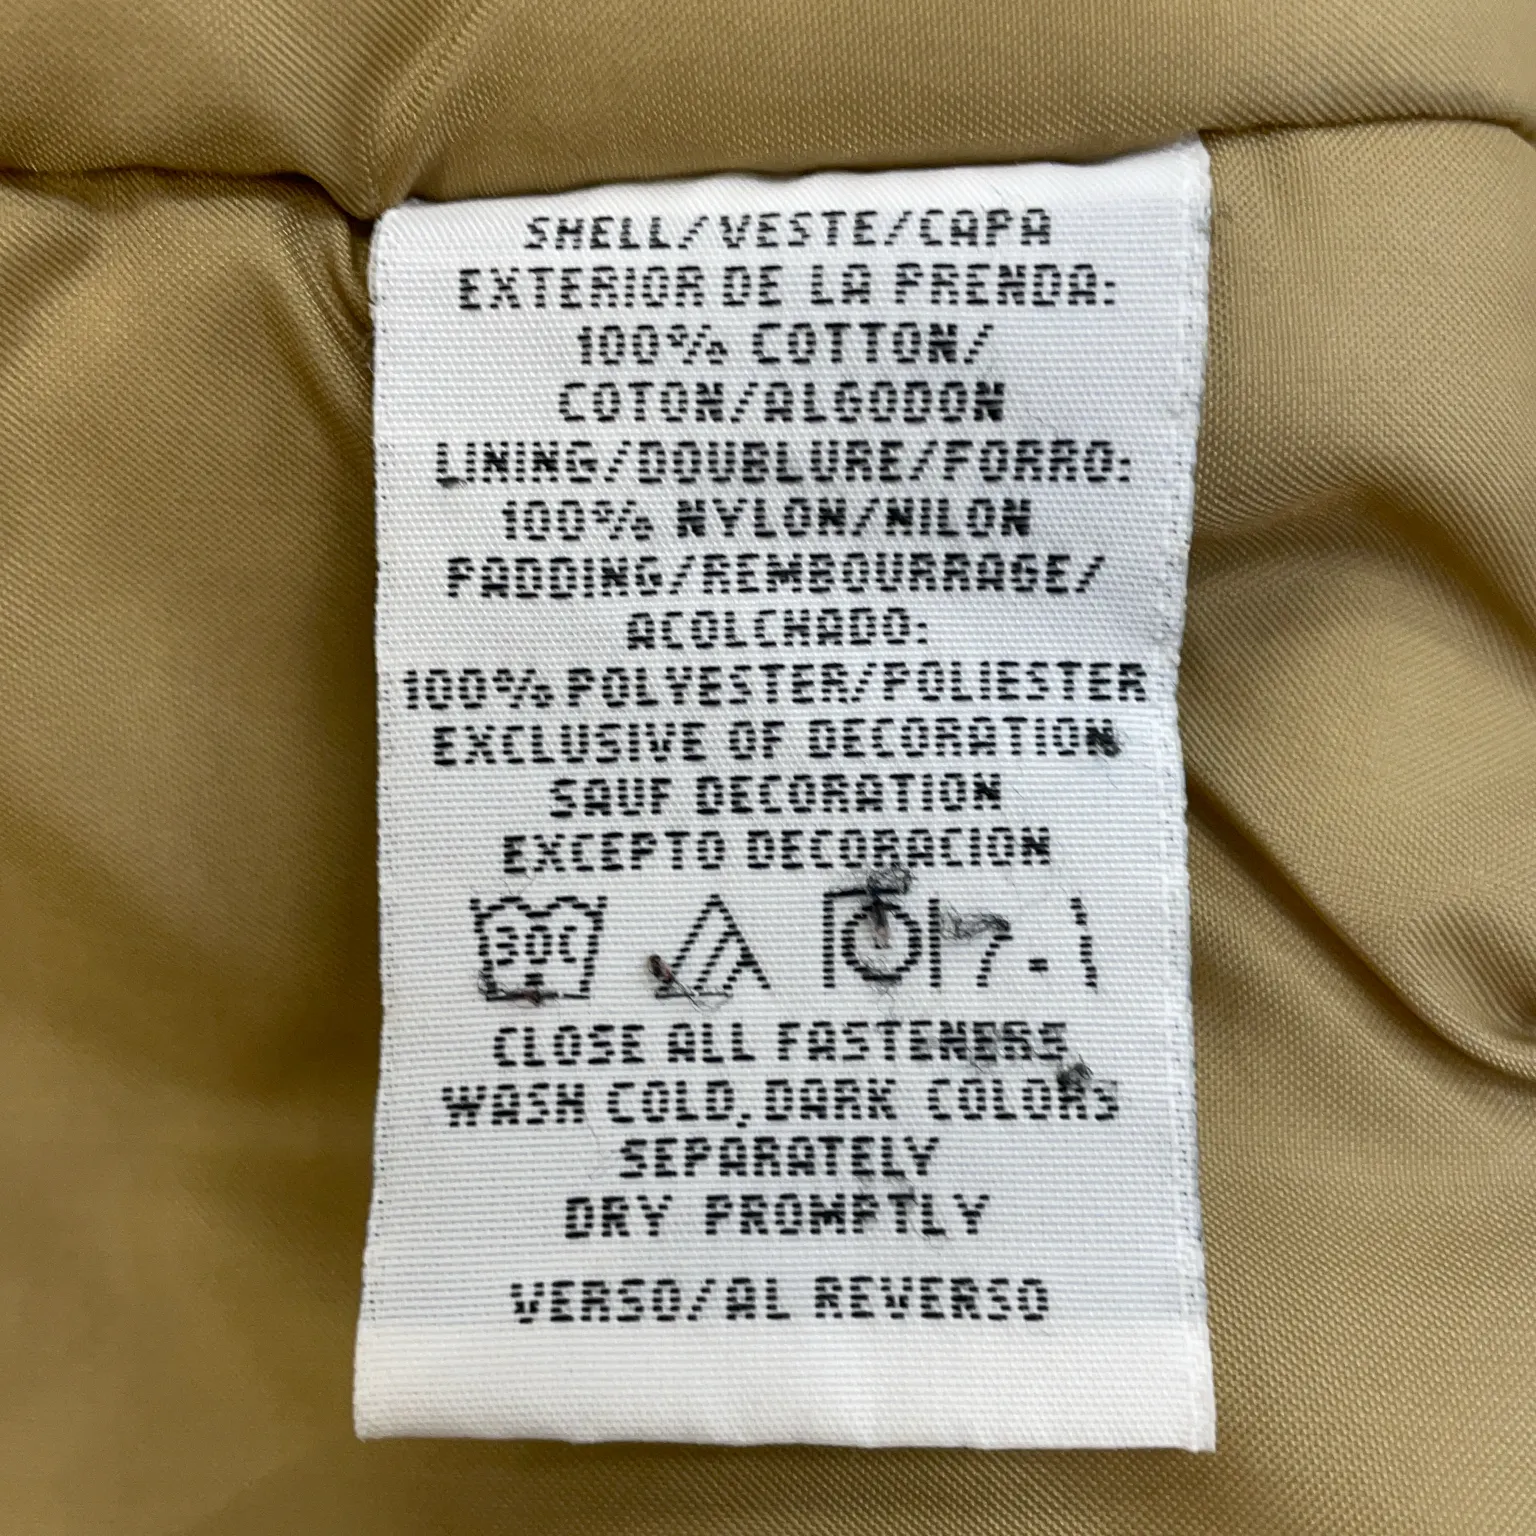 SHELL/VESTE/CAPA
EXTERIOR DE LA PRENDA:
100% COTTON/
COTON/ALGODON
LINING/DOUBLURE/FORRO:
100% NYLON/NILON
PADDING/REMBOURRAGE/
ACOLCHADO:
100% POLYESTER/POLIESTER
EXCLUSIVE OF DECORATION
SAUF DECORATION
EXCEPTO DECORACION
30C
CLOSE ALL FASTENERS
WASH COLD, DARK COLORS
SEPARATELY
DRY PROMPTLY
VERSO/AL REVERSO